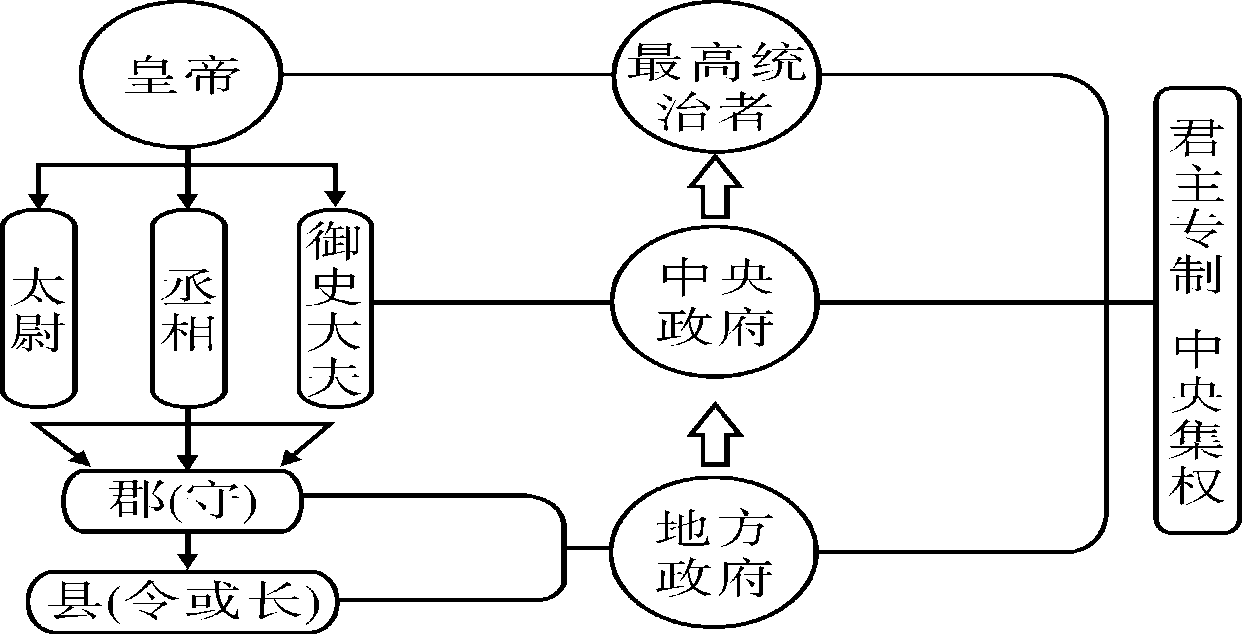 皇帝
最高统
治者
太
尉
丞
相
御
史
大
夫
中央
政府
郡(守)
县(令或长)
地方
政府
君
主
专
制
中
央
集
权